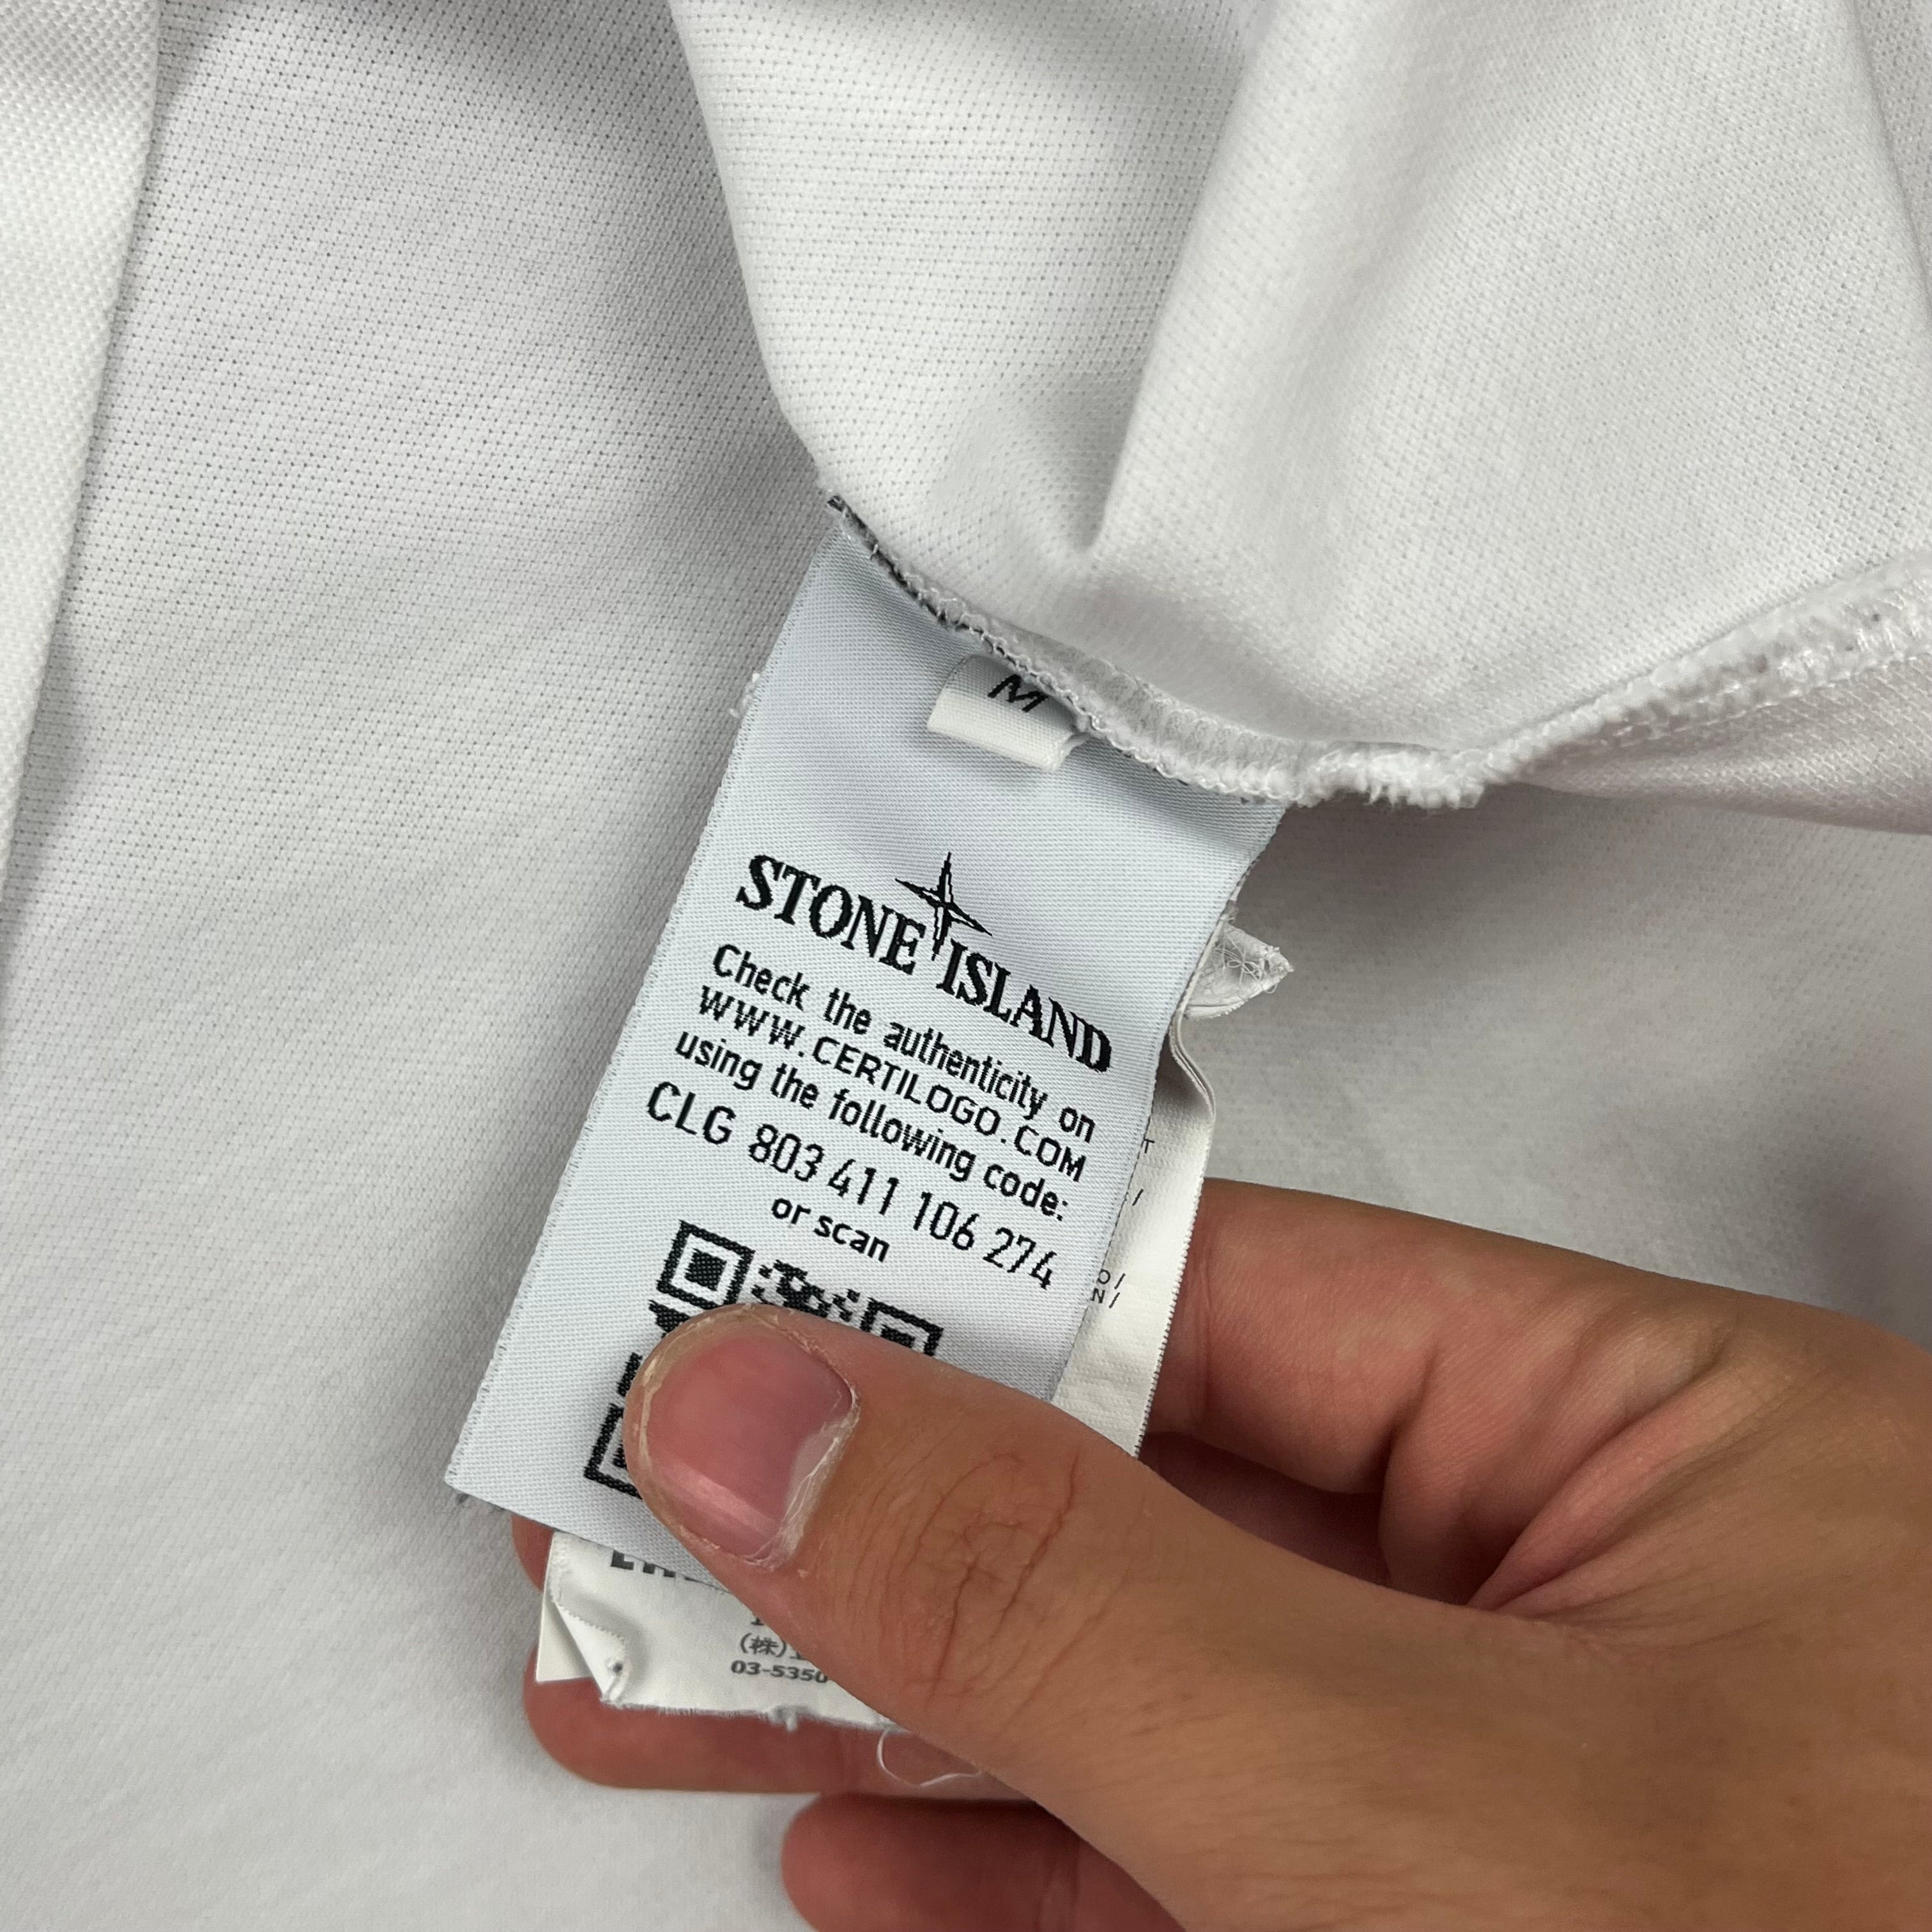 M
STONE ISLAND
Check the authenticity on
WWW.CERTILOGO.COM
using the following code:
CLG 803 411 106 274
or scan
T
O/
N/
(株)
03-5350